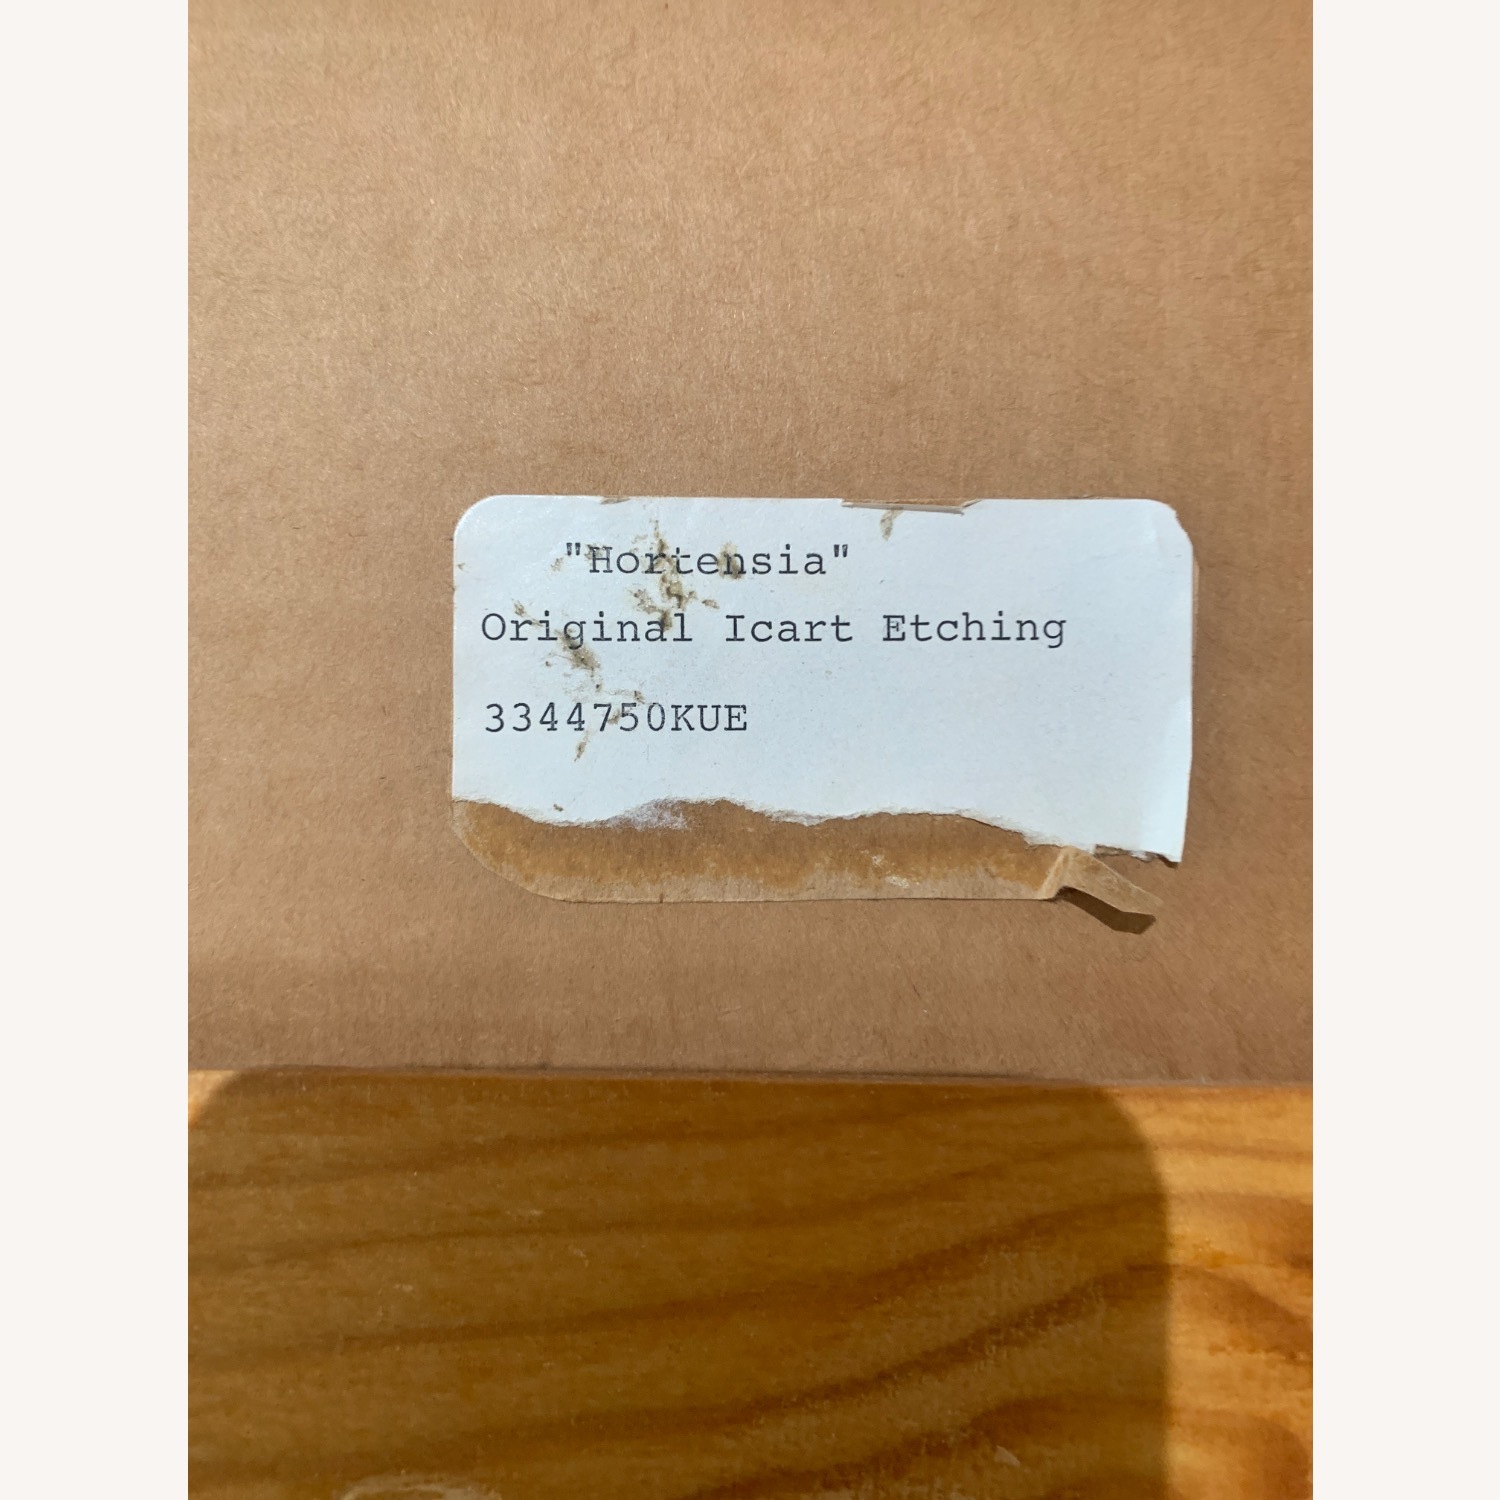 "Hortensia"
Original Icart Etching
3344750KUE